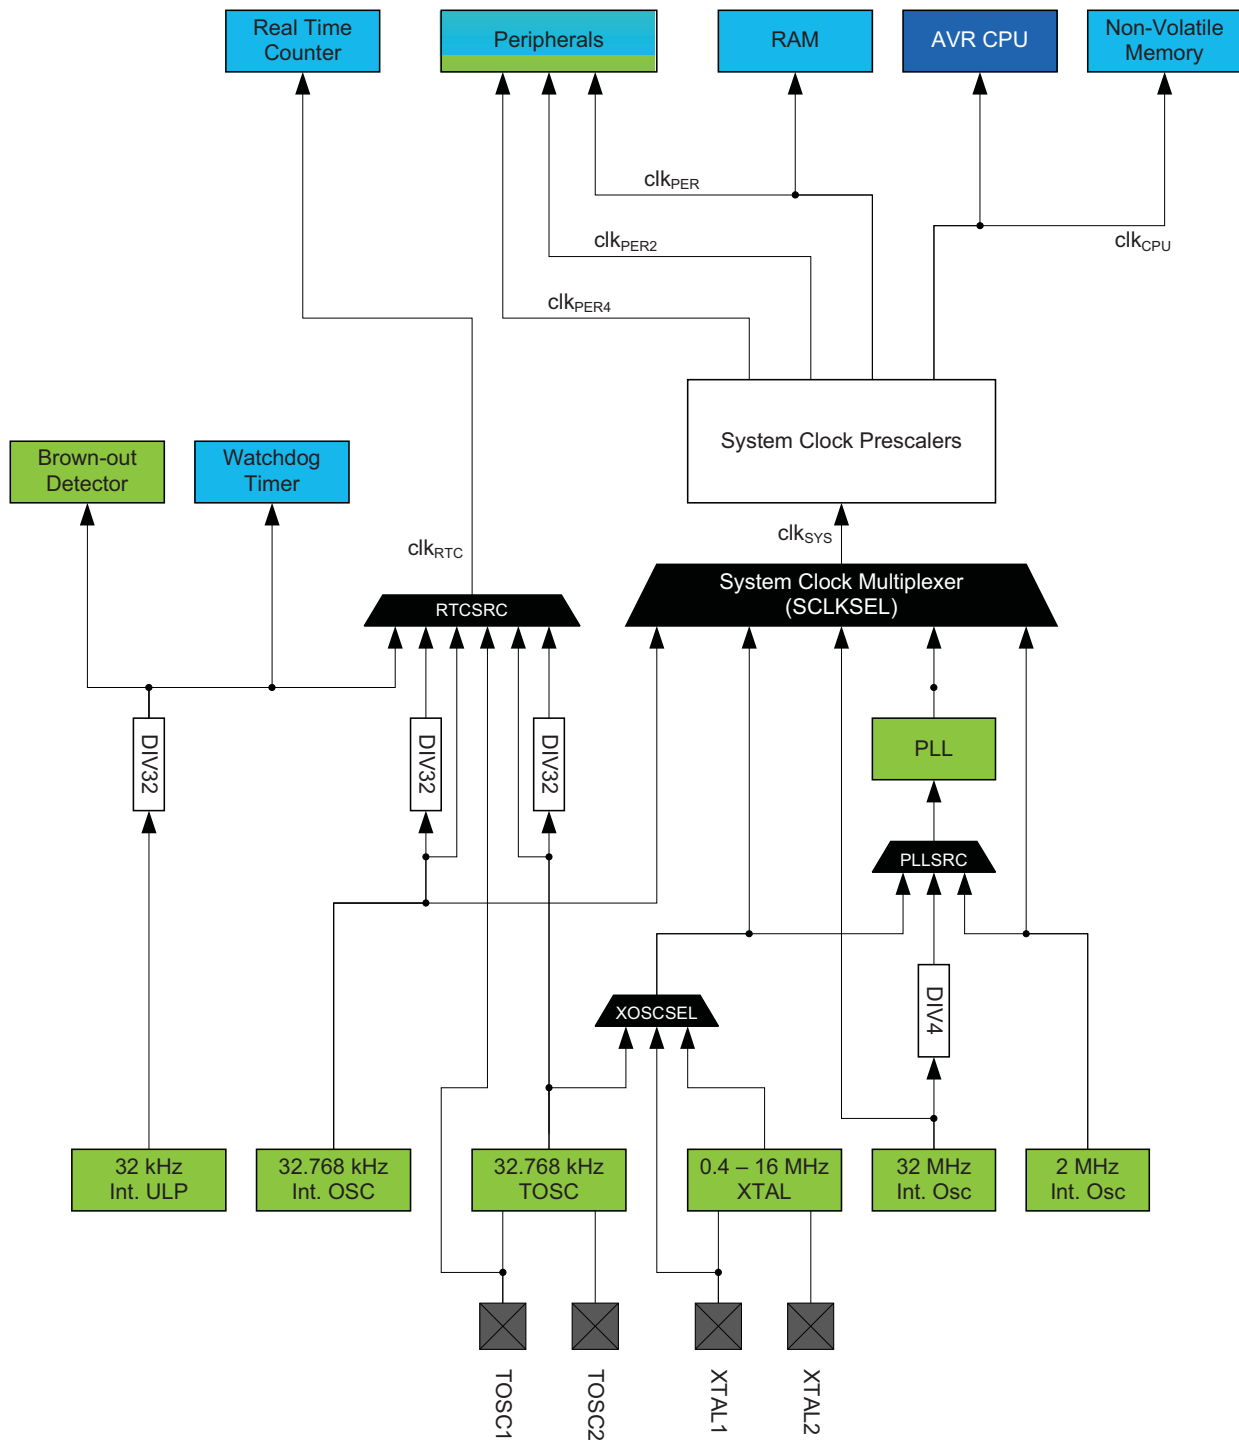 Real Time
Counter
Peripherals
RAM
AVR CPU
Non-Volatile
Memory
clkPER
clkPER2
clkCPU
clkPER4
System Clock Prescalers
Brown-out
Detector
Watchdog
Timer
clkRTC
clkSYS
System Clock Multiplexer
(SCLKSEL)
RTCSRC
DIV32
DIV32
DIV32
PLL
PLLSRC
DIV4
XOSCSEL
32 kHz
Int. ULP
32.768 kHz
Int. OSC
32.768 kHz
TOSC
0.4 – 16 MHz
XTAL
32 MHz
Int. Osc
2 MHz
Int. Osc
TOSC1
TOSC2
XTAL1
XTAL2